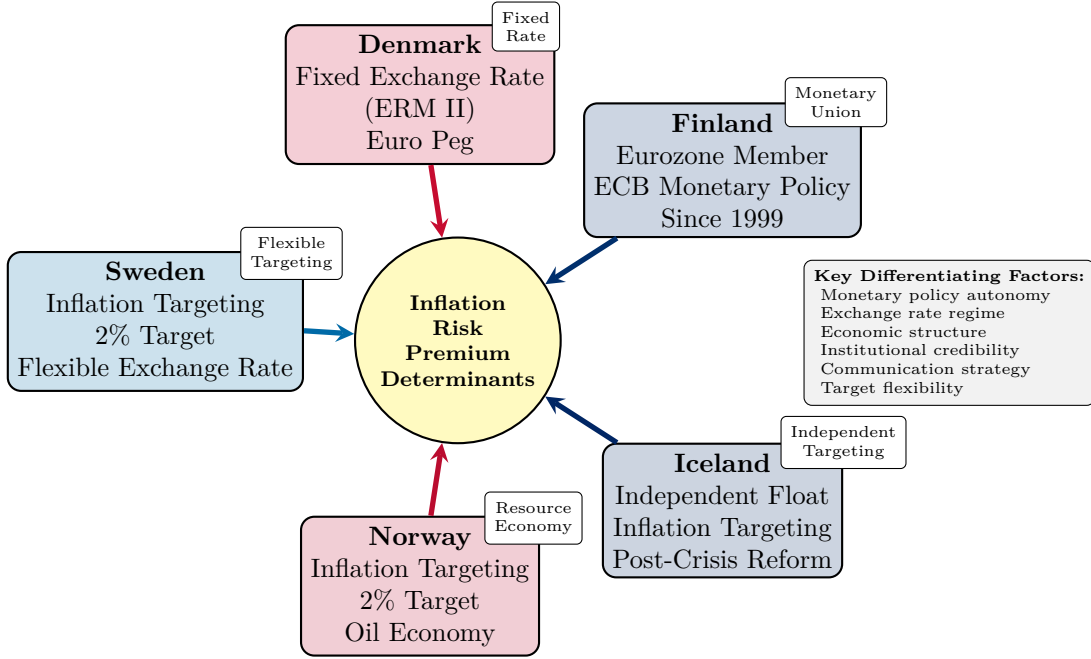 Fixed
Rate
Denmark
Fixed Exchange Rate
(ERM II)
Euro Peg
Monetary
Union
Finland
Eurozone Member
ECB Monetary Policy
Since 1999
Flexible
Targeting
Sweden
Inflation Targeting
2% Target
Flexible Exchange Rate
Inflation
Risk
Premium
Determinants
Key Differentiating Factors:
Monetary policy autonomy
Exchange rate regime
Economic structure
Institutional credibility
Communication strategy
Target flexibility
Independent
Targeting
Iceland
Independent Float
Inflation Targeting
Post-Crisis Reform
Resource
Economy
Norway
Inflation Targeting
2% Target
Oil Economy